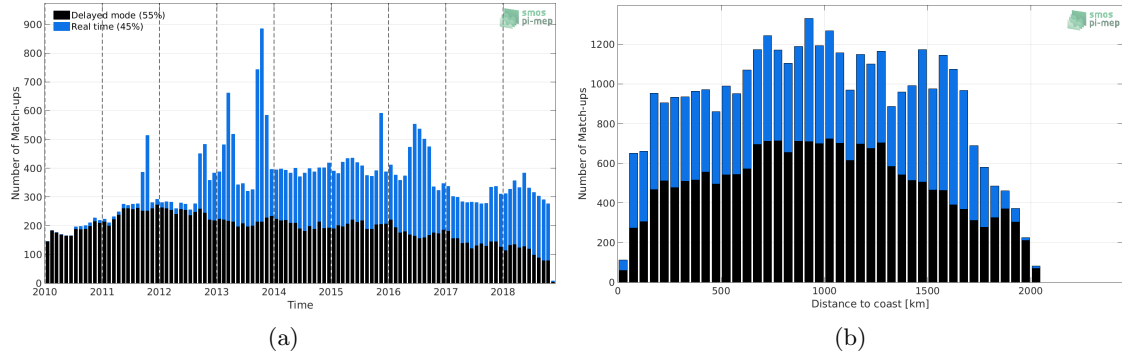 Delayed mode (55%)
Real time (45%)
smos
pi-mep
Number of Match-ups
900
800
700
600
500
400
300
200
100
0
2010 2011 2012 2013 2014 2015 2016 2017 2018
Time
(a)
smos
pi-mep
Number of Match-ups
1200
1000
800
600
400
200
0
0 500 1000 1500 2000
Distance to coast [km]
(b)